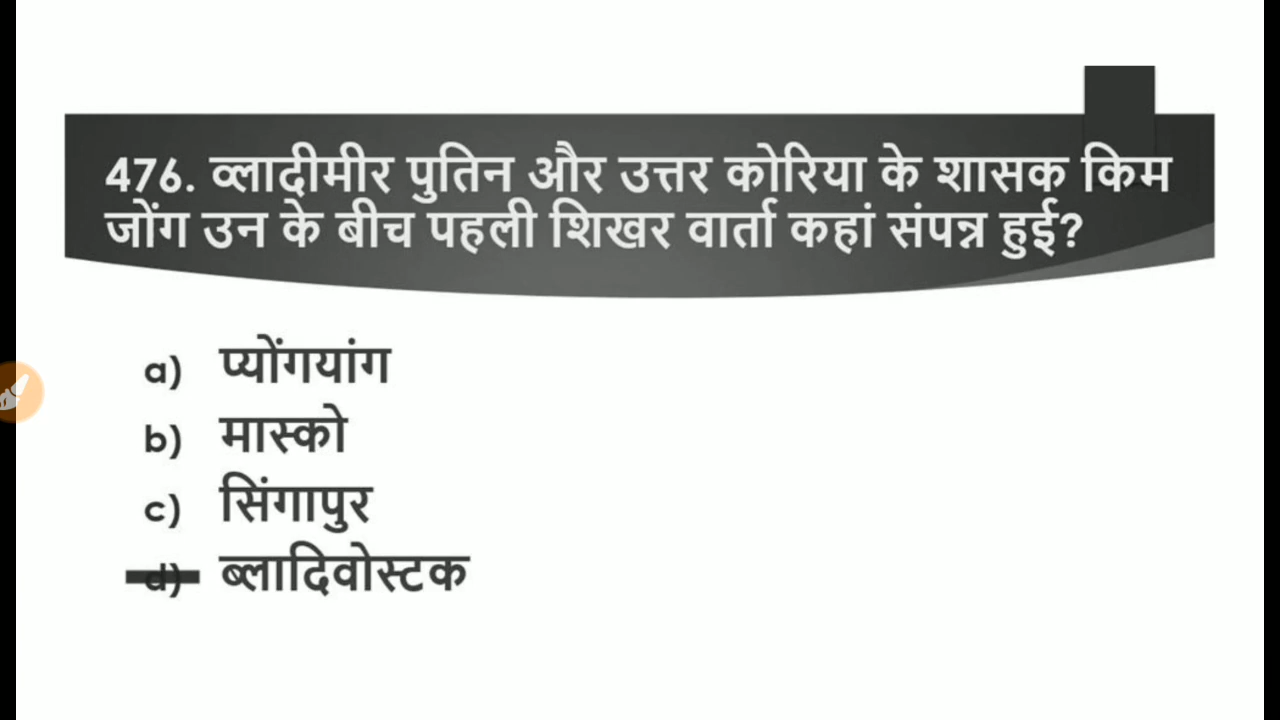 476. व्लादीमीर पुतिन और उत्तर कोरिया के शासक किम
जोंग उन के बीच पहली शिखर वार्ता कहां संपन्न हुई?
a) प्योंगयांग
b) मास्को
c) सिंगापुर
d) ब्लादिवोस्टक